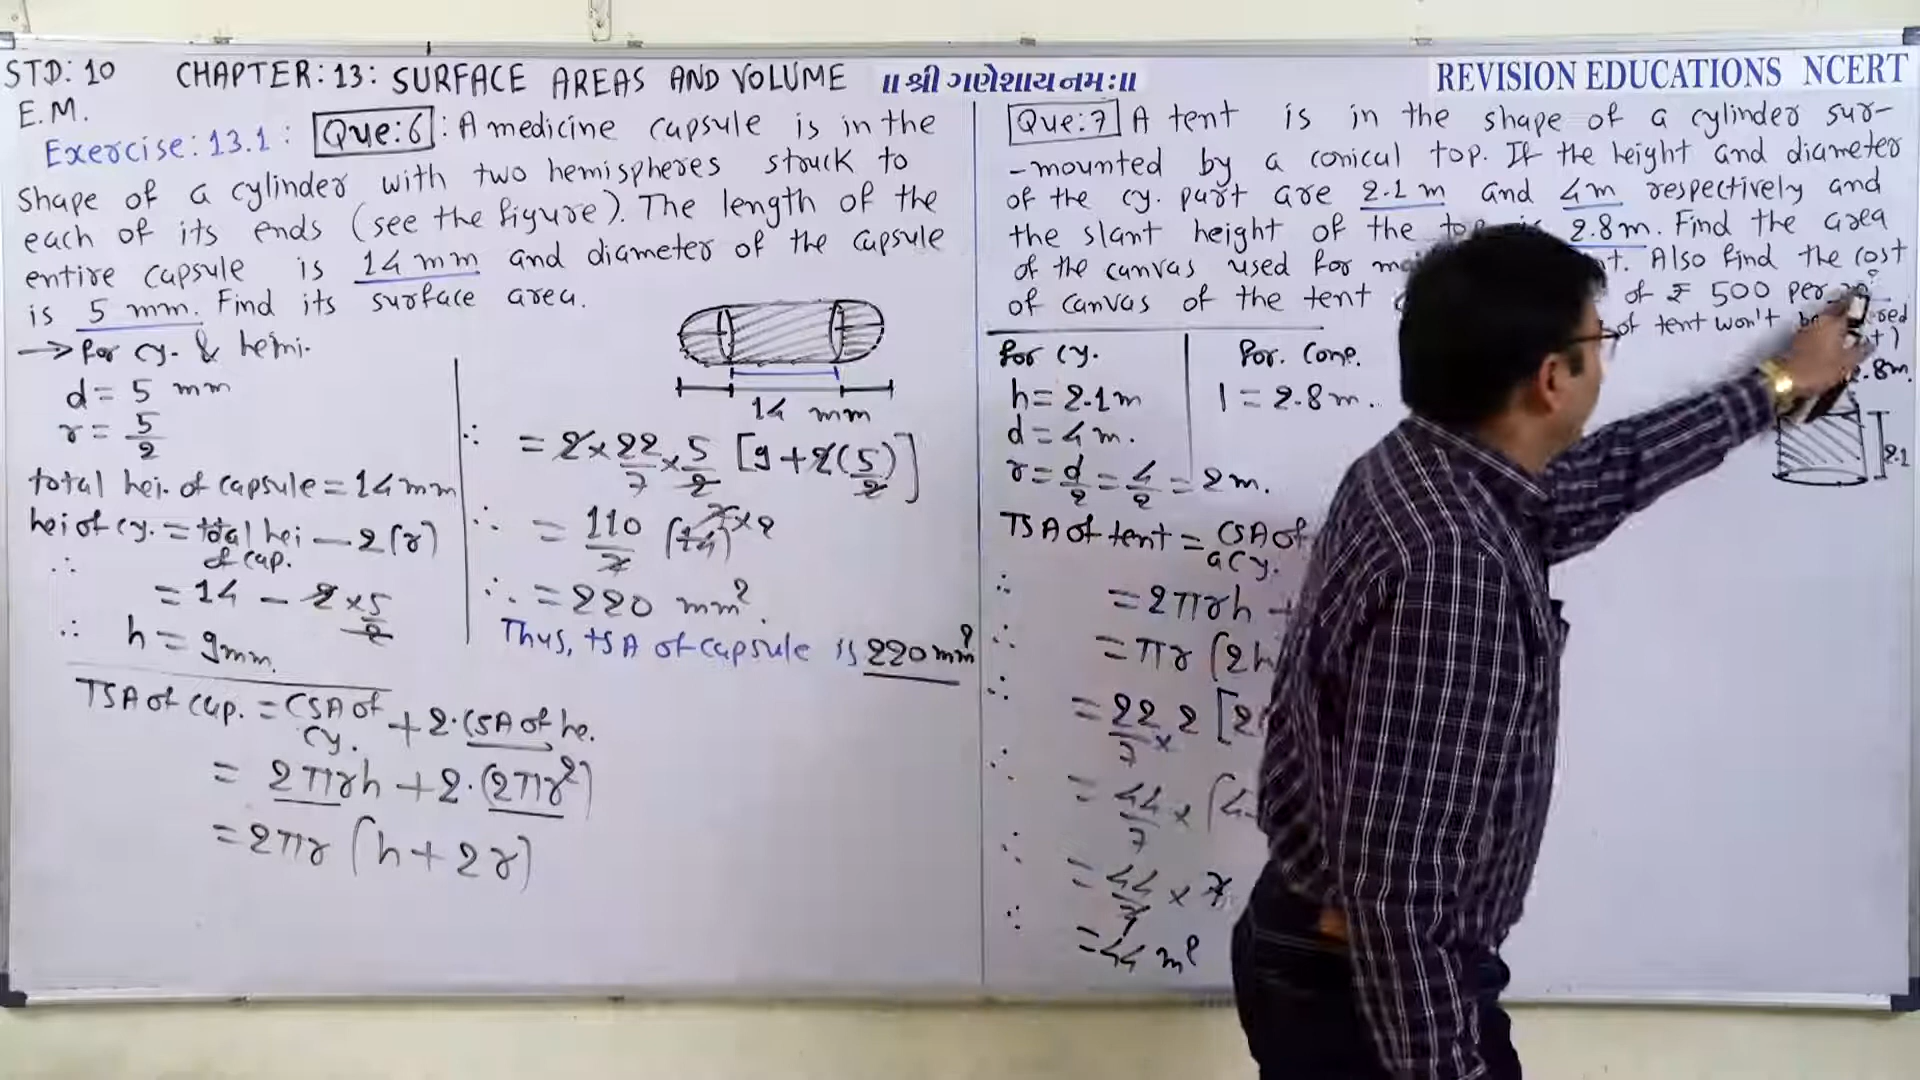 STD: 10 CHAPTER: 13: SURFACE AREAS AND VOLUME ॥ શ્રી ગણેશાય નમઃ ॥ REVISION EDUCATIONS NCERT
E.M.
Exercise: 13.1: Que: 6: A medicine capsule is in the
shape of a cylinder with two hemispheres struck to
each of its ends (see the figure). The length of the
entire capsule is 14 mm and diameter of the capsule
is 5 mm. Find its surface area.
→ for cy. & hemi.
d = 5 mm
r = 5/2
total hei. of capsule = 14 mm
hei of cy. = total hei of cap. — 2(r)
∴ = 14 - 2 × 5/2
∴ h = 9 mm.
TSA of cap. = CSA of cy. + 2·CSA of he.
= 2πrh + 2·(2πr²)
= 2πr (h + 2r)
14 mm
∴ = 2 × 22/7 × 5/2 [9 + 2(5/2)]
∴ = 110/7 (14) × 2
∴ = 220 mm².
Thus, TSA of capsule is 220 mm²
Que: 7 A tent is in the shape of a cylinder sur-
-mounted by a conical top. If the height and diameter
of the cy. part are 2.1 m and 4m respectively and
the slant height of the 2.8m. Find the area
of the canvas used for Also find the cost
of canvas of the tent of ₹ 500 per
of tent won't
for cy.
h = 2.1m
d = 4 m.
r = d/2 = 4/2 = 2 m.
for. Cone.
l = 2.8 m.
.8m.
2.1
TSA of tent = CSA of a cy.
∴ = 2πrh +
∴ = πr (2h
∴ = 22/7 × 2 [2
∴ = 44/7 × (4.
∴ = 44/7 × 7
∴ = 44 m²